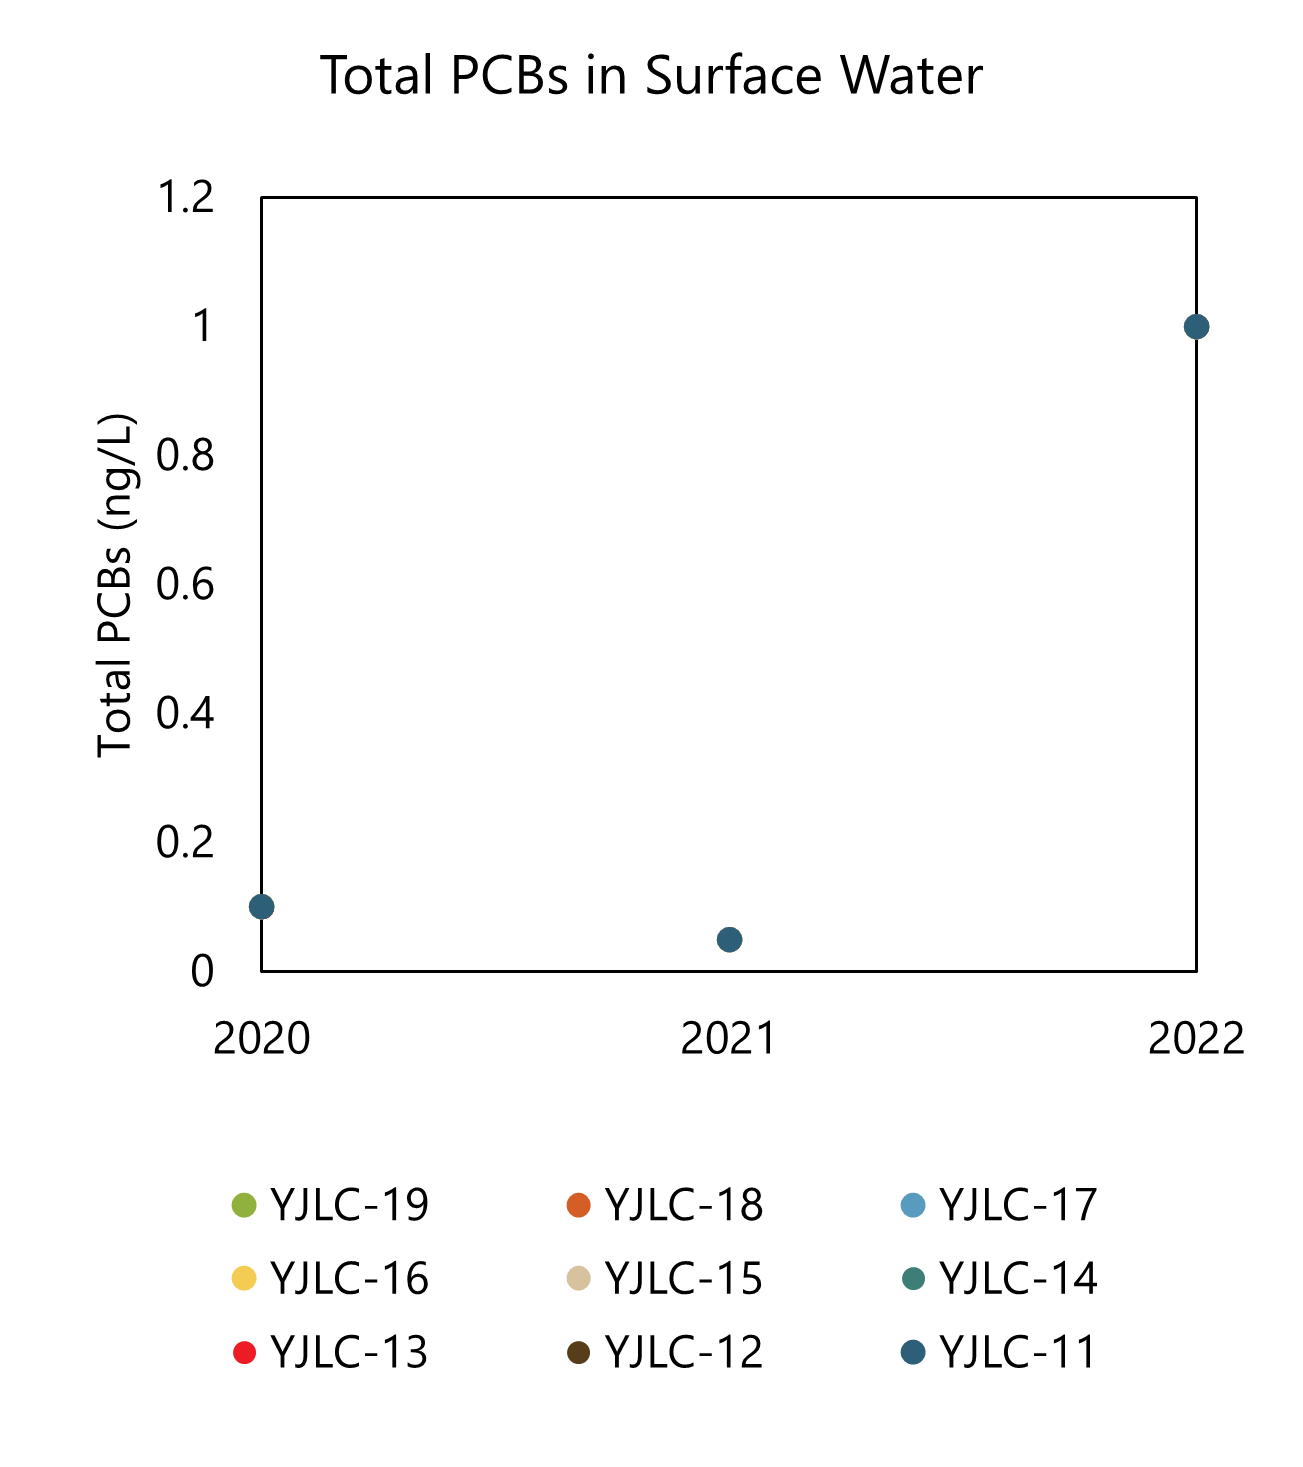 Total PCBs in Surface Water
1.2
1
0.8
0.6
0.4
0.2
0
Total PCBs (ng/L)
2020 2021 2022
YJLC-19 YJLC-18 YJLC-17
YJLC-16 YJLC-15 YJLC-14
YJLC-13 YJLC-12 YJLC-11